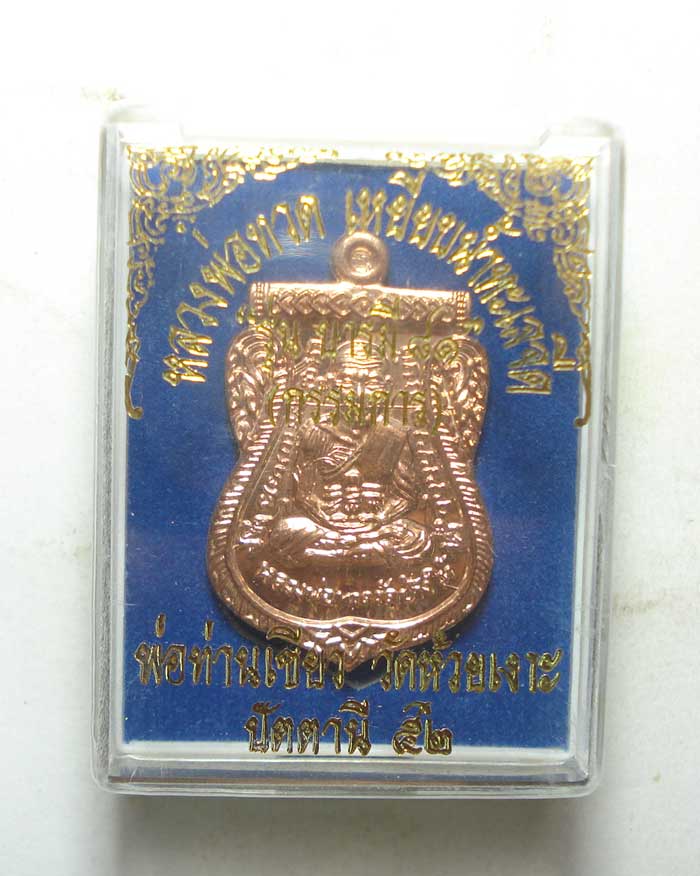 หลวงพ่อทวด เหยียบน้ำทะเลจืด
รุ่น บารมี ๘๑
(กรรมการ)
พ่อท่านเขียว วัดห้วยเงาะ
ปัตตานี ๕๒